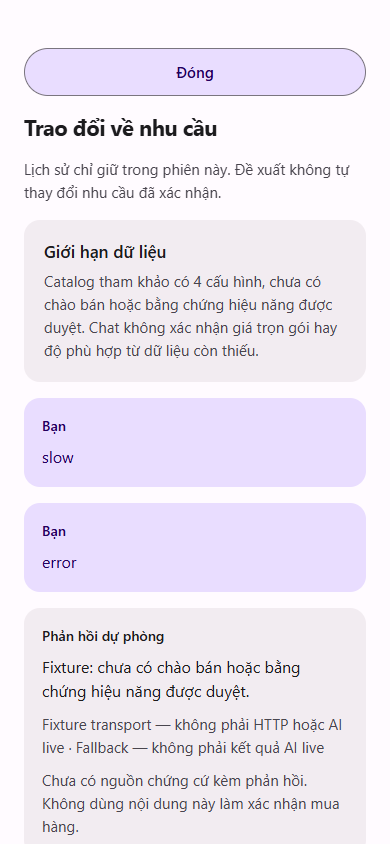 Đóng
Trao đổi về nhu cầu
Lịch sử chỉ giữ trong phiên này. Đề xuất không tự
thay đổi nhu cầu đã xác nhận.
Giới hạn dữ liệu
Catalog tham khảo có 4 cấu hình, chưa có
chào bán hoặc bằng chứng hiệu năng được
duyệt. Chat không xác nhận giá trọn gói hay
độ phù hợp từ dữ liệu còn thiếu.
Bạn
slow
Bạn
error
Phản hồi dự phòng
Fixture: chưa có chào bán hoặc bằng
chứng hiệu năng được duyệt.
Fixture transport — không phải HTTP hoặc AI
live · Fallback — không phải kết quả AI live
Chưa có nguồn chứng cứ kèm phản hồi.
Không dùng nội dung này làm xác nhận mua
hàng.